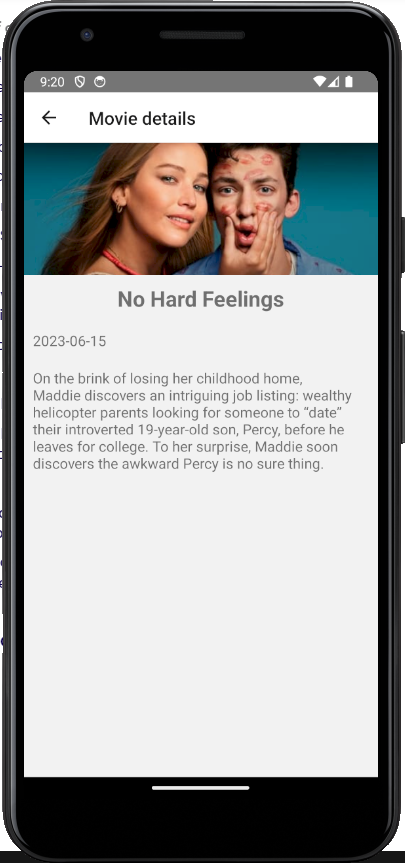 9:20
Movie details
No Hard Feelings
2023-06-15
On the brink of losing her childhood home,
Maddie discovers an intriguing job listing: wealthy
helicopter parents looking for someone to “date”
their introverted 19-year-old son, Percy, before he
leaves for college. To her surprise, Maddie soon
discovers the awkward Percy is no sure thing.